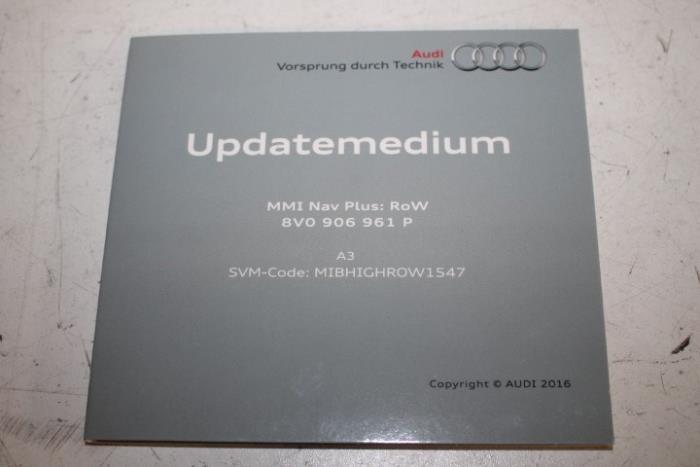 Audi
Vorsprung durch Technik
Updatemedium
MMI Nav Plus: RoW
8V0 906 961 P
A3
SVM-Code: MIBHIGHROW1547
Copyright © AUDI 2016